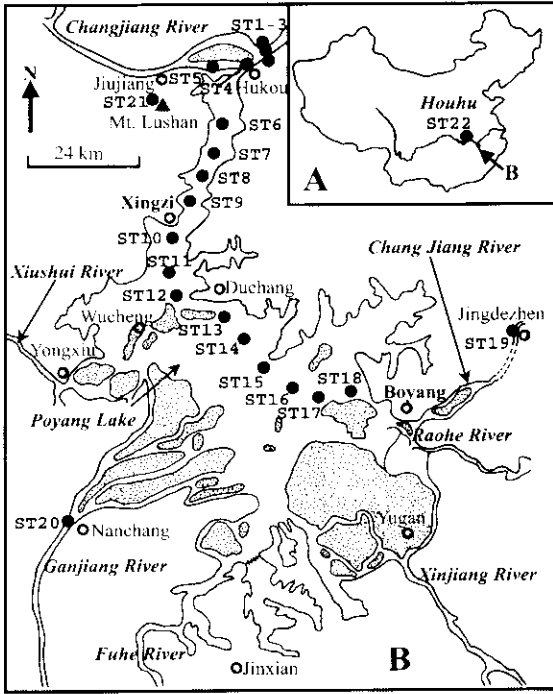 Changjiang River
ST1-3
N
Jiujiang
ST5
ST4
Hukou
ST21
Mt. Lushan
ST6
24 km
ST7
ST8
ST9
Xingzi
ST10
ST11
Xiushui River
ST12
Duchang
Wucheng
ST13
ST14
Yongxiu
ST15
ST16
ST17
ST18
Poyang Lake
Chang Jiang River
Jingdezhen
ST19
Boyang
Raohe River
ST20
Nanchang
Ganjiang River
Yugan
Xinjiang River
Fuhe River
Jinxian
B
Houhu
ST22
A
B